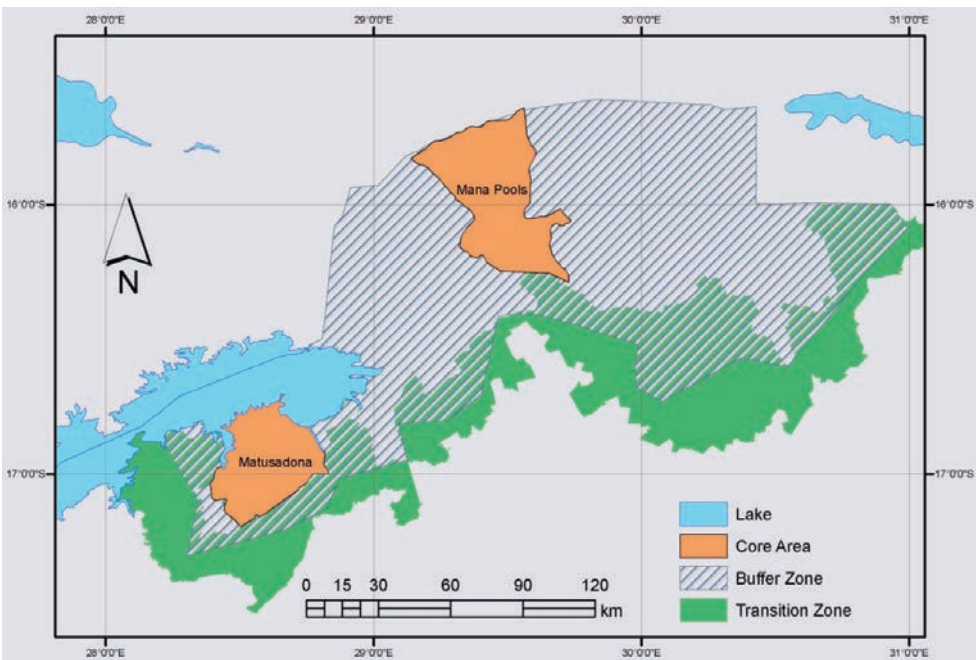 28°0'0"E 29°0'0"E 30°0'0"E 31°0'0"E
16°0'0"S 16°0'0"S
Mana Pools
N
Matusadona
17°0'0"S 17°0'0"S
Lake
Core Area
Buffer Zone
Transition Zone
0 15 30 60 90 120
km
28°0'0"E 29°0'0"E 30°0'0"E 31°0'0"E